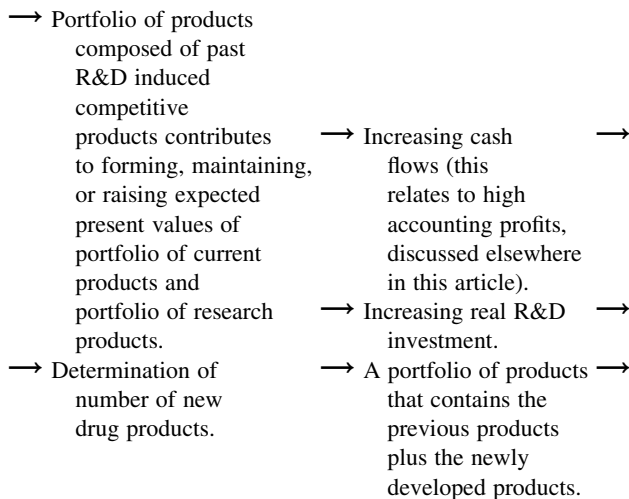 → Portfolio of products
composed of past
R&D induced
competitive
products contributes
to forming, maintaining,
or raising expected
present values of
portfolio of current
products and
portfolio of research
products.
→ Determination of
number of new
drug products.
→ Increasing cash →
flows (this
relates to high
accounting profits,
discussed elsewhere
in this article).
→ Increasing real R&D →
investment.
→ A portfolio of products →
that contains the
previous products
plus the newly
developed products.